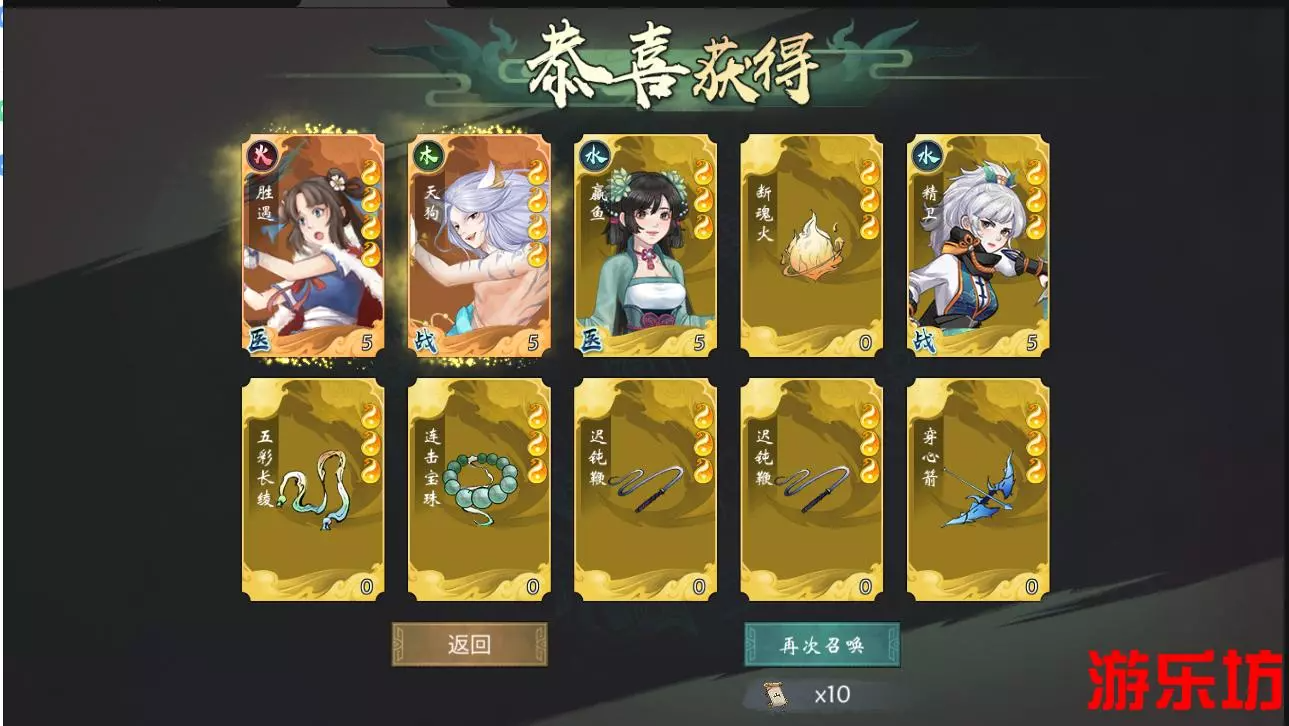 恭喜获得
火
胜遇
医
5
木
天狗
战
5
水
嬴鱼
医
5
断魂火
0
水
精卫
战
5
五彩长绫
0
连击宝珠
0
迟钝鞭
0
迟钝鞭
0
穿心箭
0
返回
再次召唤
x10
游乐坊